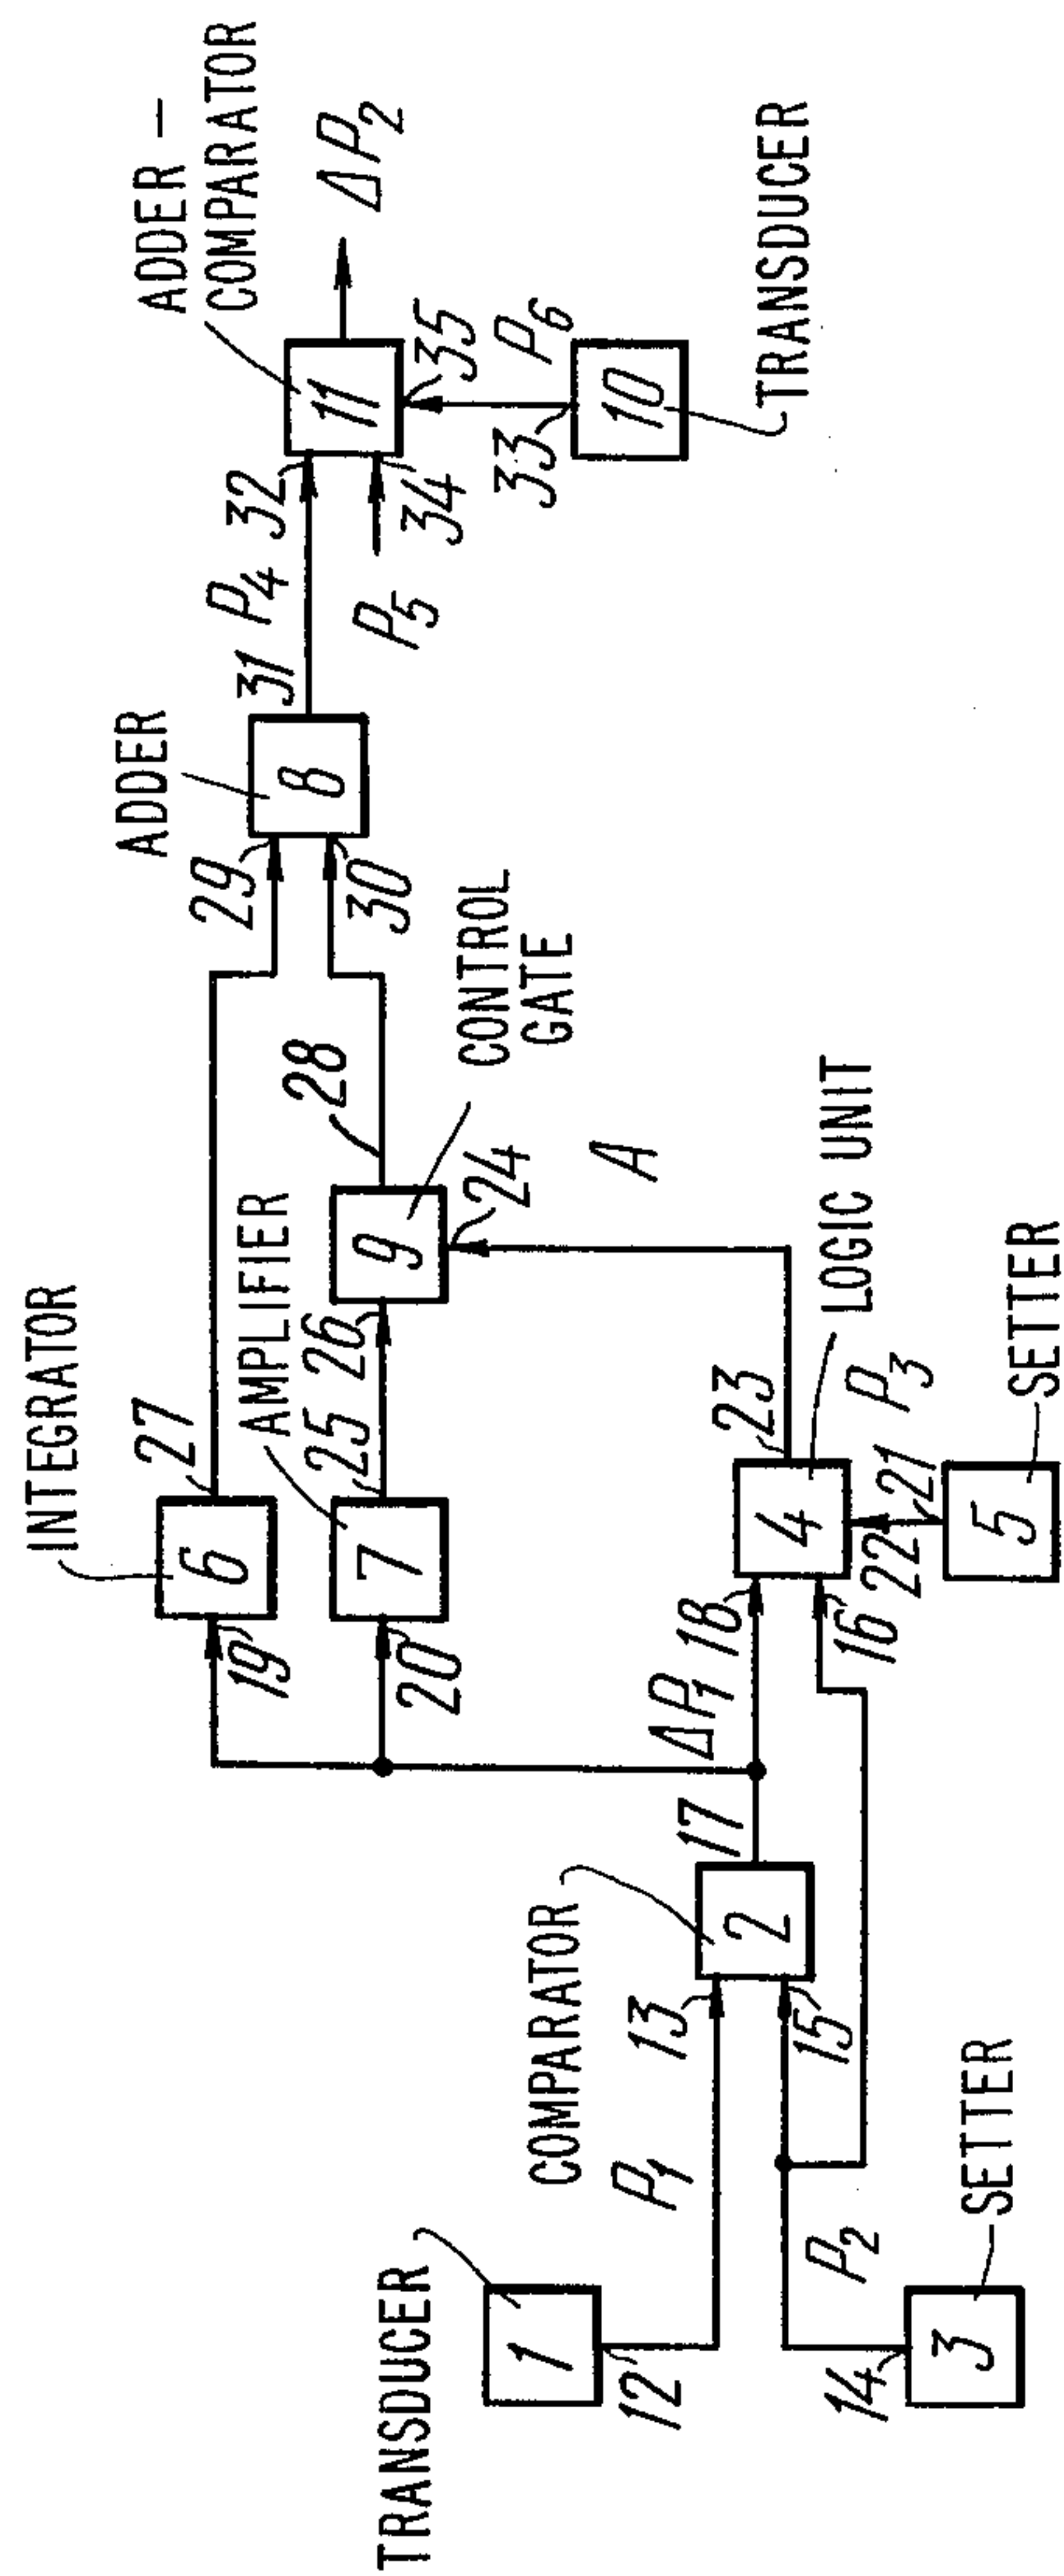 TRANSDUCER
1
12
P1
13
COMPARATOR
2
15
14
3
P2
SETTER
17
ΔP1
18
16
4
LOGIC UNIT
22
21
P3
5
SETTER
23
A
24
19
6
INTEGRATOR
27
20
7
AMPLIFIER
25
26
9
CONTROL
GATE
28
29
30
ADDER
8
31
P4
32
P5
34
11
ADDER –
COMPARATOR
35
P6
33
10
TRANSDUCER
ΔP2